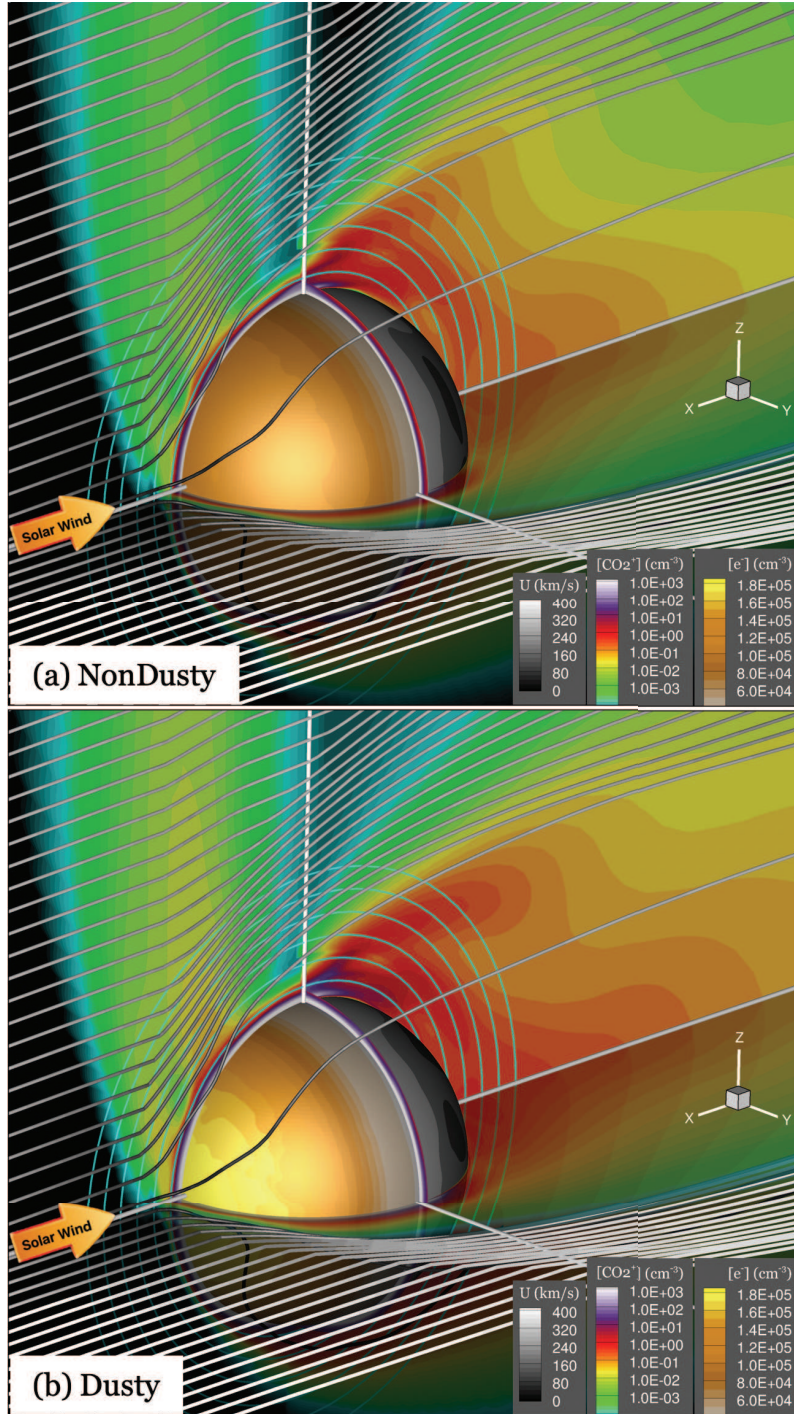 Z
X
Y
Solar Wind
U (km/s)
400
320
240
160
80
0
[CO2⁺] (cm⁻³)
1.0E+03
1.0E+02
1.0E+01
1.0E+00
1.0E-01
1.0E-02
1.0E-03
[e⁻] (cm⁻³)
1.8E+05
1.6E+05
1.4E+05
1.2E+05
1.0E+05
8.0E+04
6.0E+04
(a) NonDusty
Z
X
Y
Solar Wind
U (km/s)
400
320
240
160
80
0
[CO2⁺] (cm⁻³)
1.0E+03
1.0E+02
1.0E+01
1.0E+00
1.0E-01
1.0E-02
1.0E-03
[e⁻] (cm⁻³)
1.8E+05
1.6E+05
1.4E+05
1.2E+05
1.0E+05
8.0E+04
6.0E+04
(b) Dusty